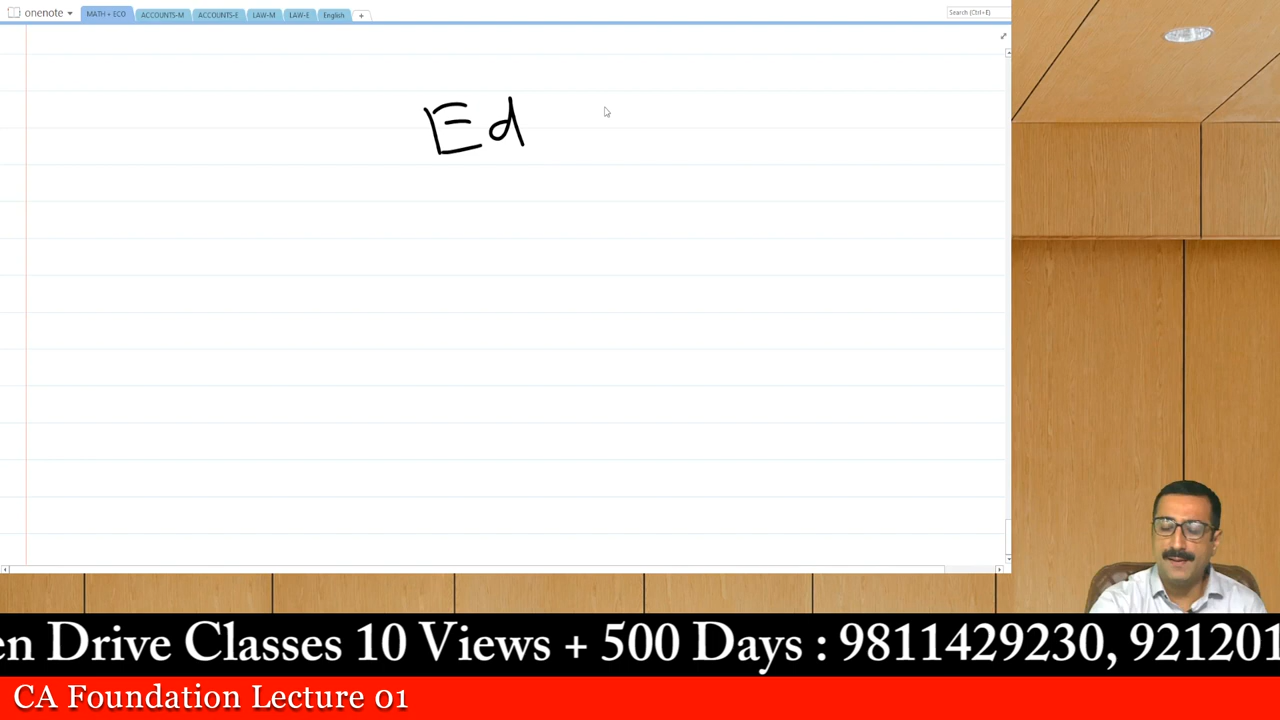 onenote MATH + ECO ACCOUNTS-M ACCOUNTS-E LAW-M LAW-E English + Search (Ctrl+E)
Ed
en Drive Classes 10 Views + 500 Days : 9811429230, 921201
CA Foundation Lecture 01